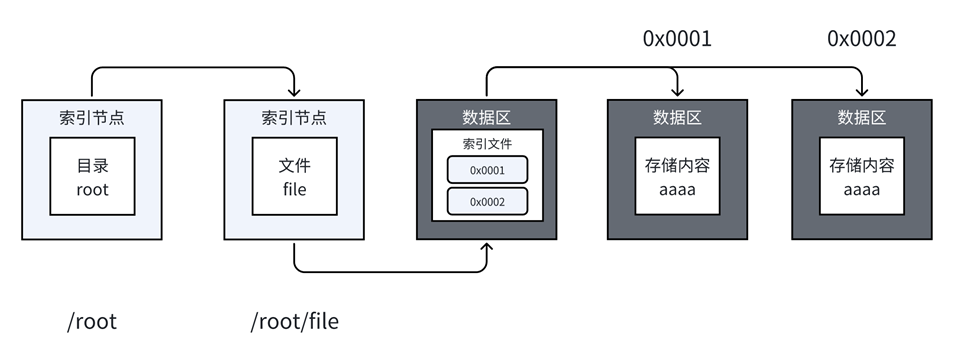 0x0001
0x0002
索引节点
目录
root
索引节点
文件
file
数据区
索引文件
0x0001
0x0002
数据区
存储内容
aaaa
数据区
存储内容
aaaa
/root
/root/file